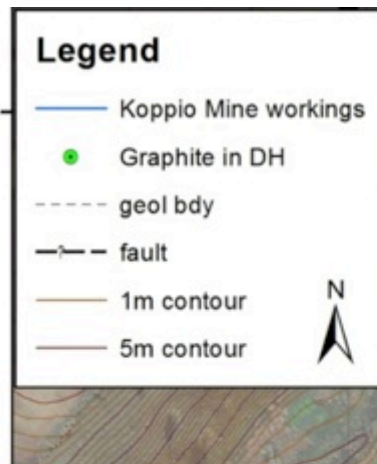 Legend
Koppio Mine workings
Graphite in DH
geol bdy
?
fault
1m contour
5m contour
N